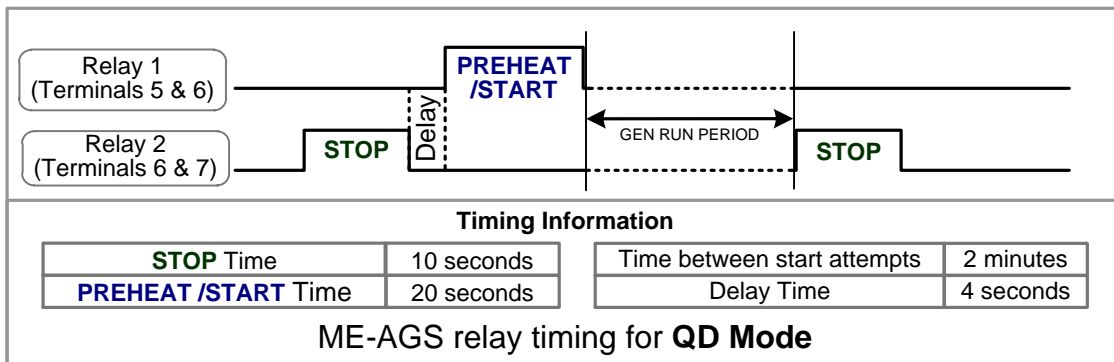 Relay 1
(Terminals 5 & 6)
PREHEAT
/START
Delay
GEN RUN PERIOD
Relay 2
(Terminals 6 & 7)
STOP
STOP
Timing Information
STOP Time 10 seconds
PREHEAT /START Time 20 seconds
Time between start attempts 2 minutes
Delay Time 4 seconds
ME-AGS relay timing for QD Mode